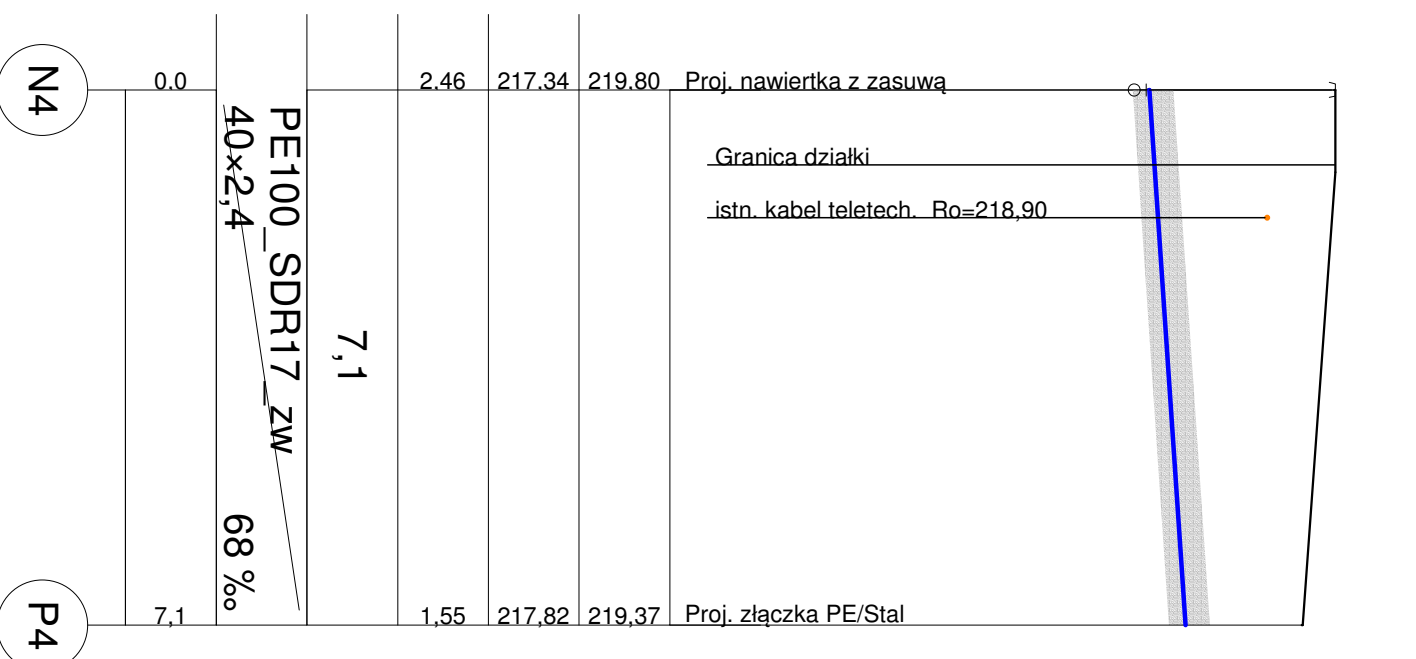 N4
0.0
2.46
217.34
219.80
Proj. nawiertka z zasuwą
Granica działki
istn. kabel teletech. Ro=218,90
PE100_SDR17_zw
40×2,4
68 ‰
7,1
P4
7,1
1,55
217,82
219,37
Proj. złączka PE/Stal